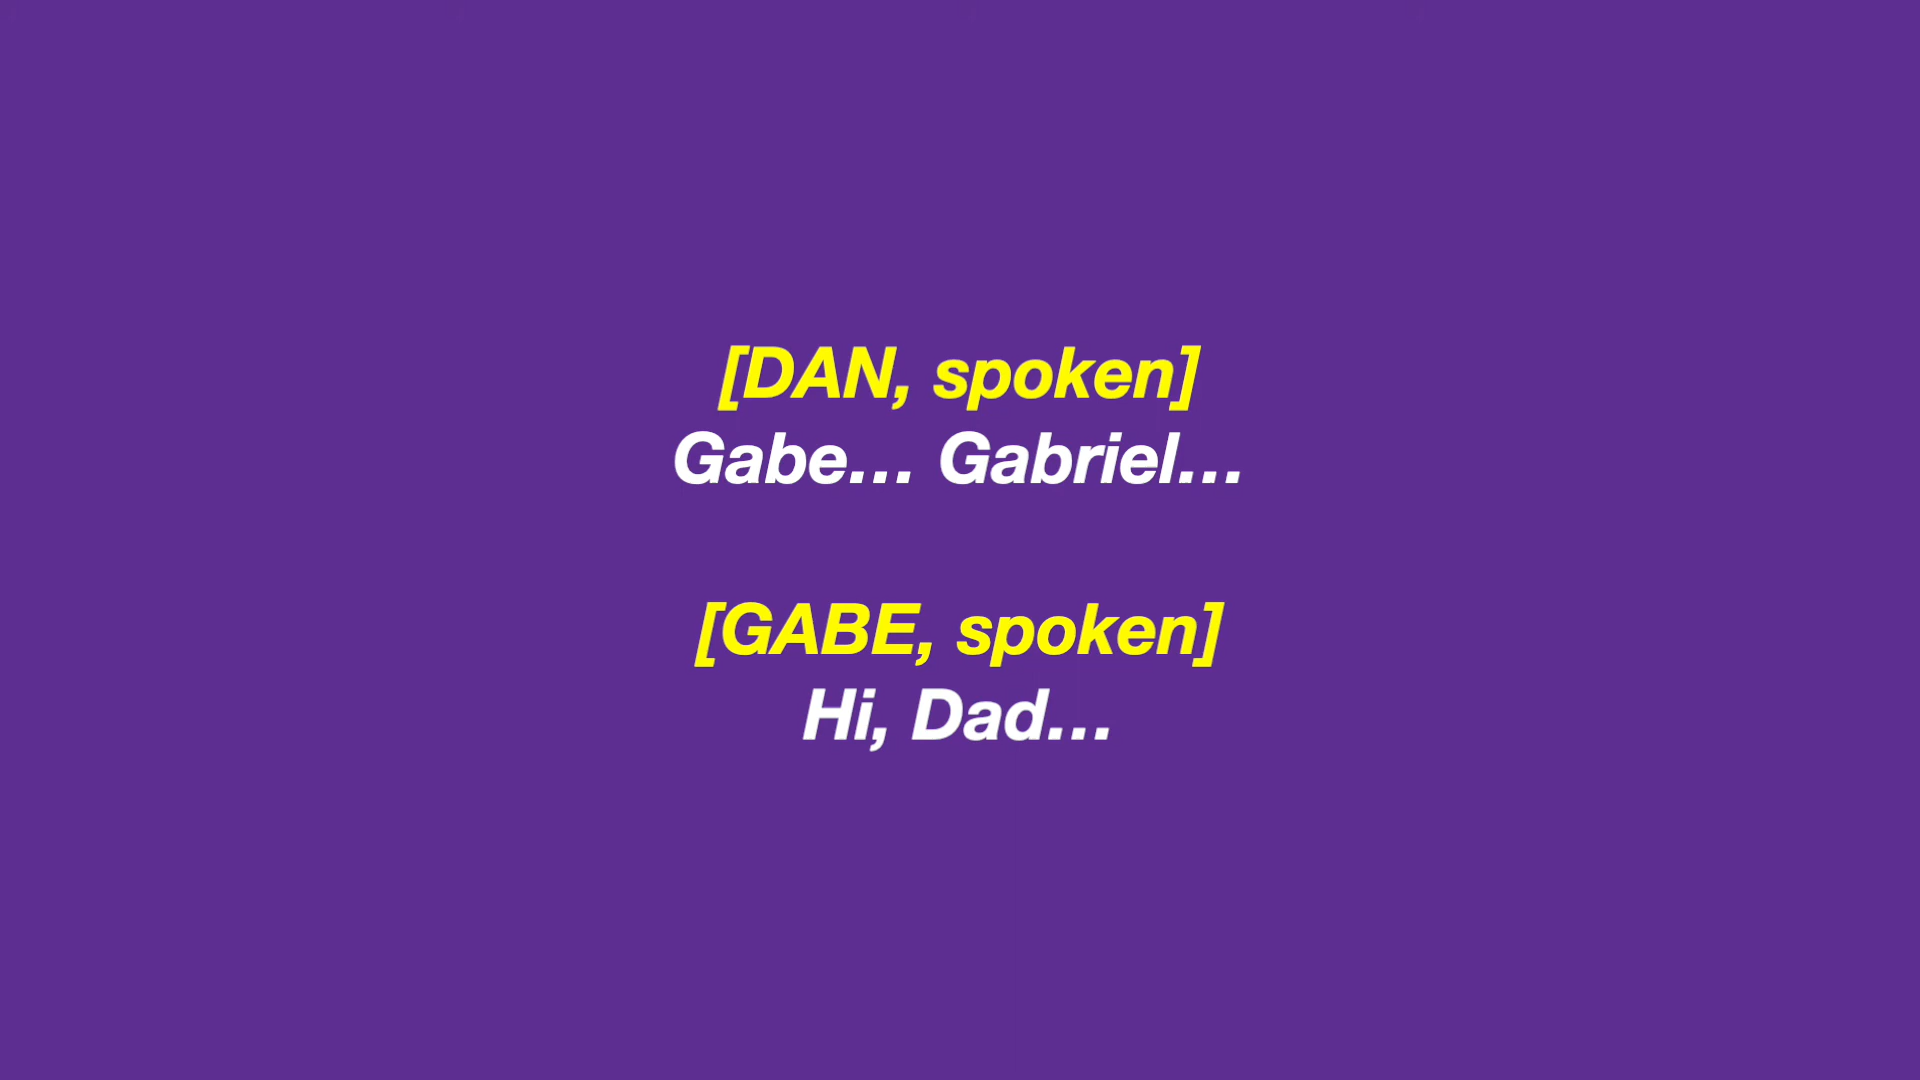 [DAN, spoken]
Gabe… Gabriel…
[GABE, spoken]
Hi, Dad…